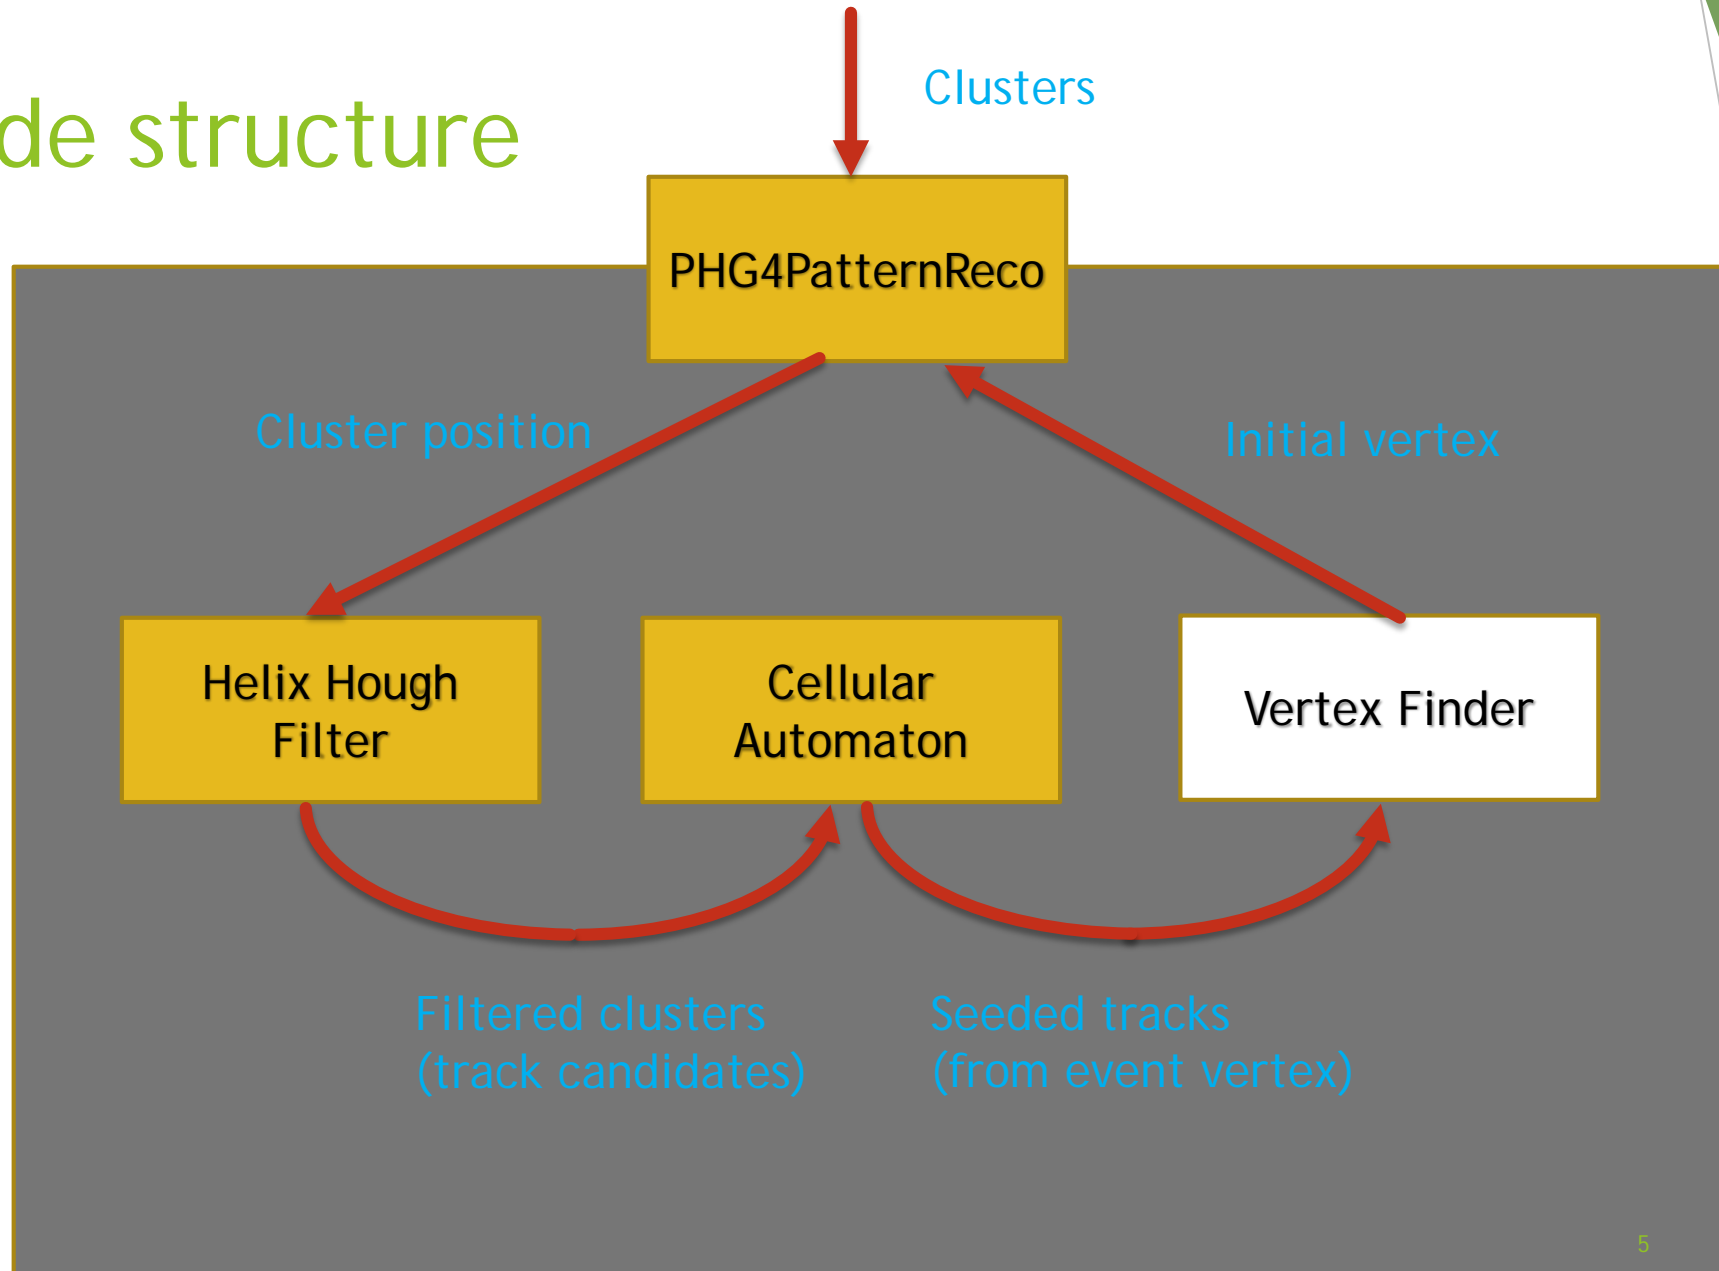 de structure
Clusters
PHG4PatternReco
Cluster position
Initial vertex
Helix Hough
Filter
Cellular
Automaton
Vertex Finder
Filtered clusters
(track candidates)
Seeded tracks
(from event vertex)
5